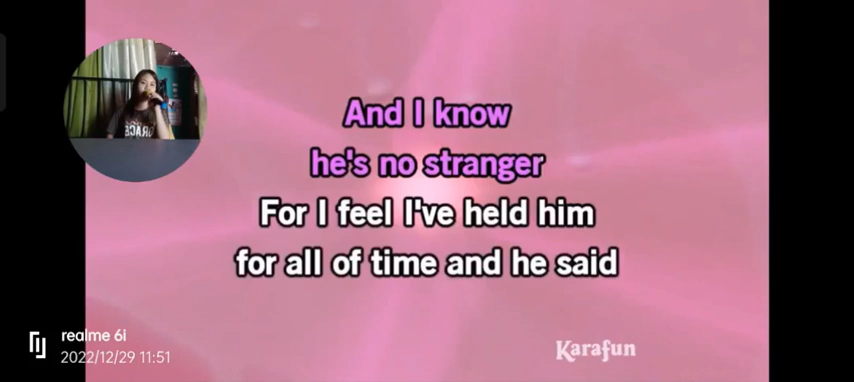 And I know
he's no stranger
For I feel I've held him
for all of time and he said
Karafun
realme 6i
2022/12/29 11:51